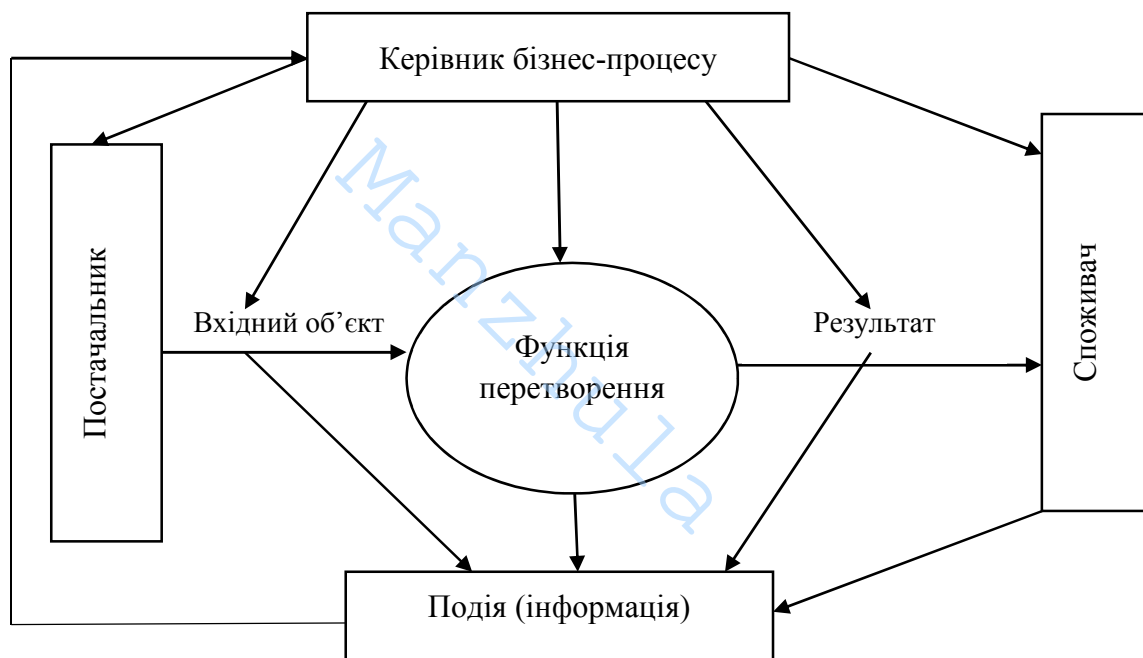 Керівник бізнес-процесу
Постачальник
Вхідний об’єкт
Функція
перетворення
Результат
Споживач
Подія (інформація)
Manzhula